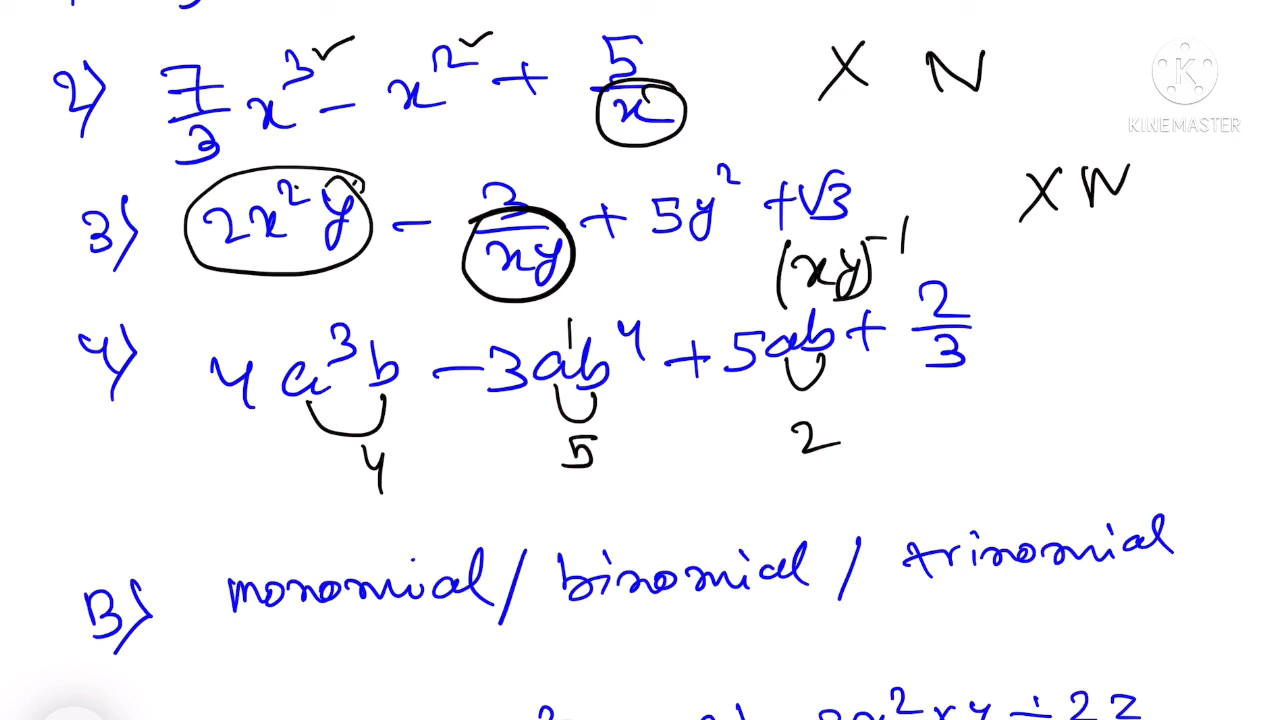 2) 7/3 x³ – x² + 5/x X N
K
KINEMASTER
3) 2x²y – 3/xy + 5y² + √3 X N
(xy)⁻¹
4) 4a³b – 3a¹b⁴ + 5ab + 2/3
4 5 2
B) monomial / binomial / trinomial